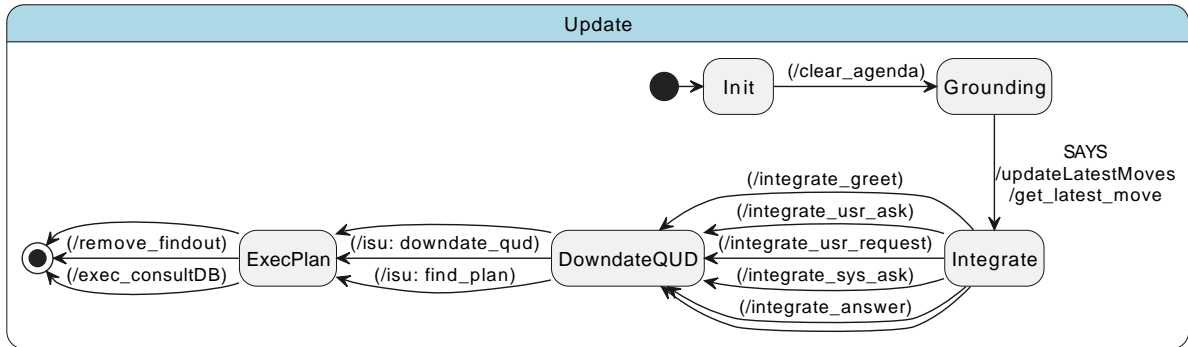 Update
Init
(/clear_agenda)
Grounding
SAYS
/updateLatestMoves
/get_latest_move
(/integrate_greet)
(/integrate_usr_ask)
(/integrate_usr_request)
(/integrate_sys_ask)
(/integrate_answer)
Integrate
DowndateQUD
(/isu: downdate_qud)
(/isu: find_plan)
ExecPlan
(/remove_findout)
(/exec_consultDB)